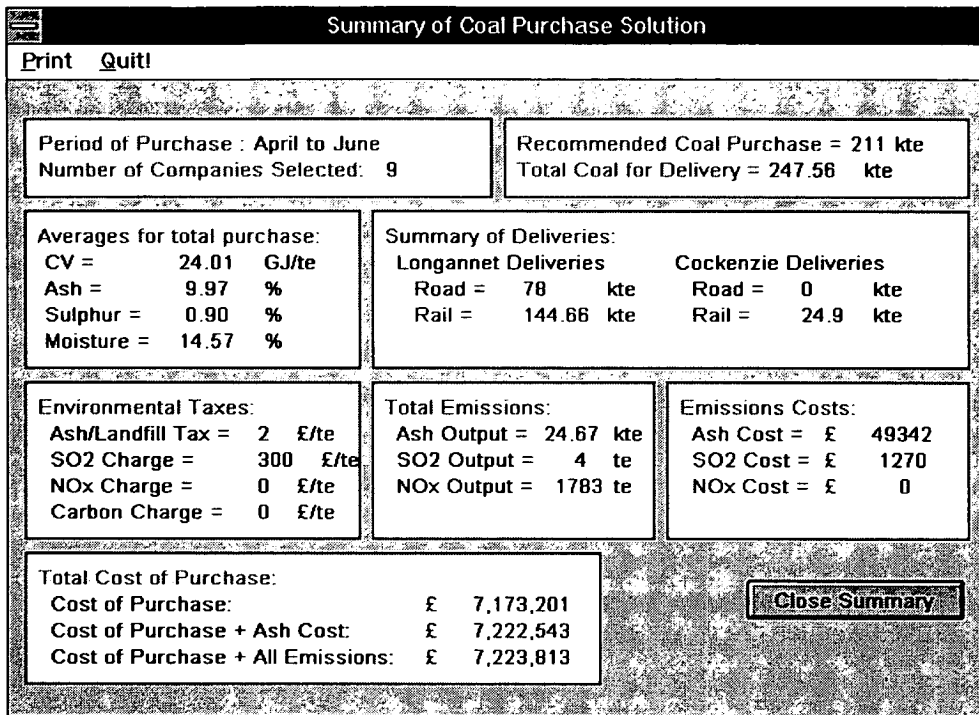 Summary of Coal Purchase Solution
Print Quit!
Period of Purchase : April to June
Number of Companies Selected: 9
Recommended Coal Purchase = 211 kte
Total Coal for Delivery = 247.56 kte
Averages for total purchase:
CV = 24.01 GJ/te
Ash = 9.97 %
Sulphur = 0.90 %
Moisture = 14.57 %
Summary of Deliveries:
Longannet Deliveries Cockenzie Deliveries
Road = 78 kte Road = 0 kte
Rail = 144.66 kte Rail = 24.9 kte
Environmental Taxes:
Ash/Landfill Tax = 2 £/te
SO2 Charge = 300 £/te
NOx Charge = 0 £/te
Carbon Charge = 0 £/te
Total Emissions:
Ash Output = 24.67 kte
SO2 Output = 4 te
NOx Output = 1783 te
Emissions Costs:
Ash Cost = £ 49342
SO2 Cost = £ 1270
NOx Cost = £ 0
Total Cost of Purchase:
Cost of Purchase: £ 7,173,201
Cost of Purchase + Ash Cost: £ 7,222,543
Cost of Purchase + All Emissions: £ 7,223,813
Close Summary